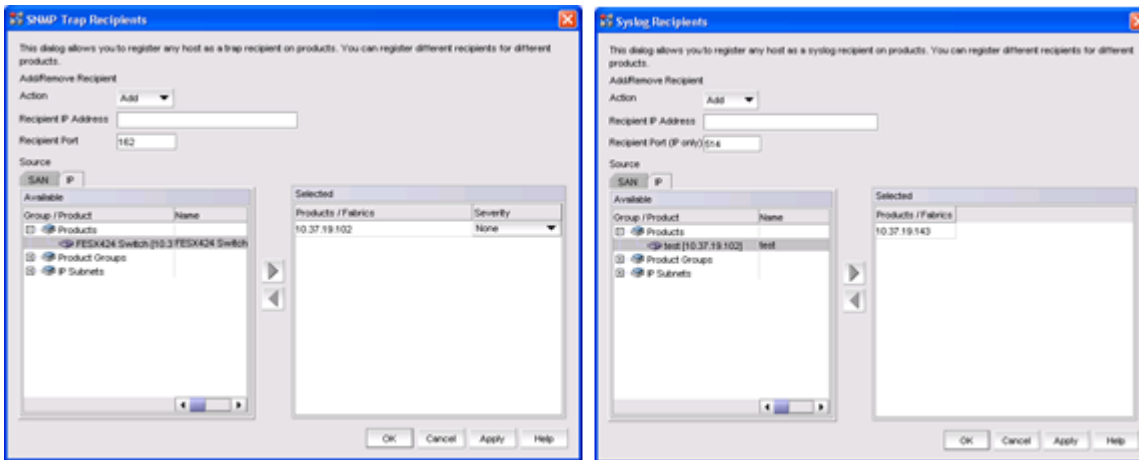 SNMP Trap Recipients
This dialog allows you to register any host as a trap recipient on products. You can register different recipients for different
products.
Add/Remove Recipient
Action
Add
Recipient IP Address
Recipient Port
162
Source
SAN
IP
Available
Group / Product
Name
Products
FESX424 Switch [10.3
FESX424 Switch
Product Groups
IP Subnets
Selected
Products / Fabrics
Severity
10.37.19.102
None
OK
Cancel
Apply
Help
Syslog Recipients
This dialog allows you to register any host as a syslog recipient on products. You can register different recipients for different
products.
Add/Remove Recipient
Action
Add
Recipient IP Address
Recipient Port (IP only)
514
Source
SAN
IP
Available
Group / Product
Name
Products
test [10.37.19.102]
test
Product Groups
IP Subnets
Selected
Products / Fabrics
10.37.19.143
OK
Cancel
Apply
Help